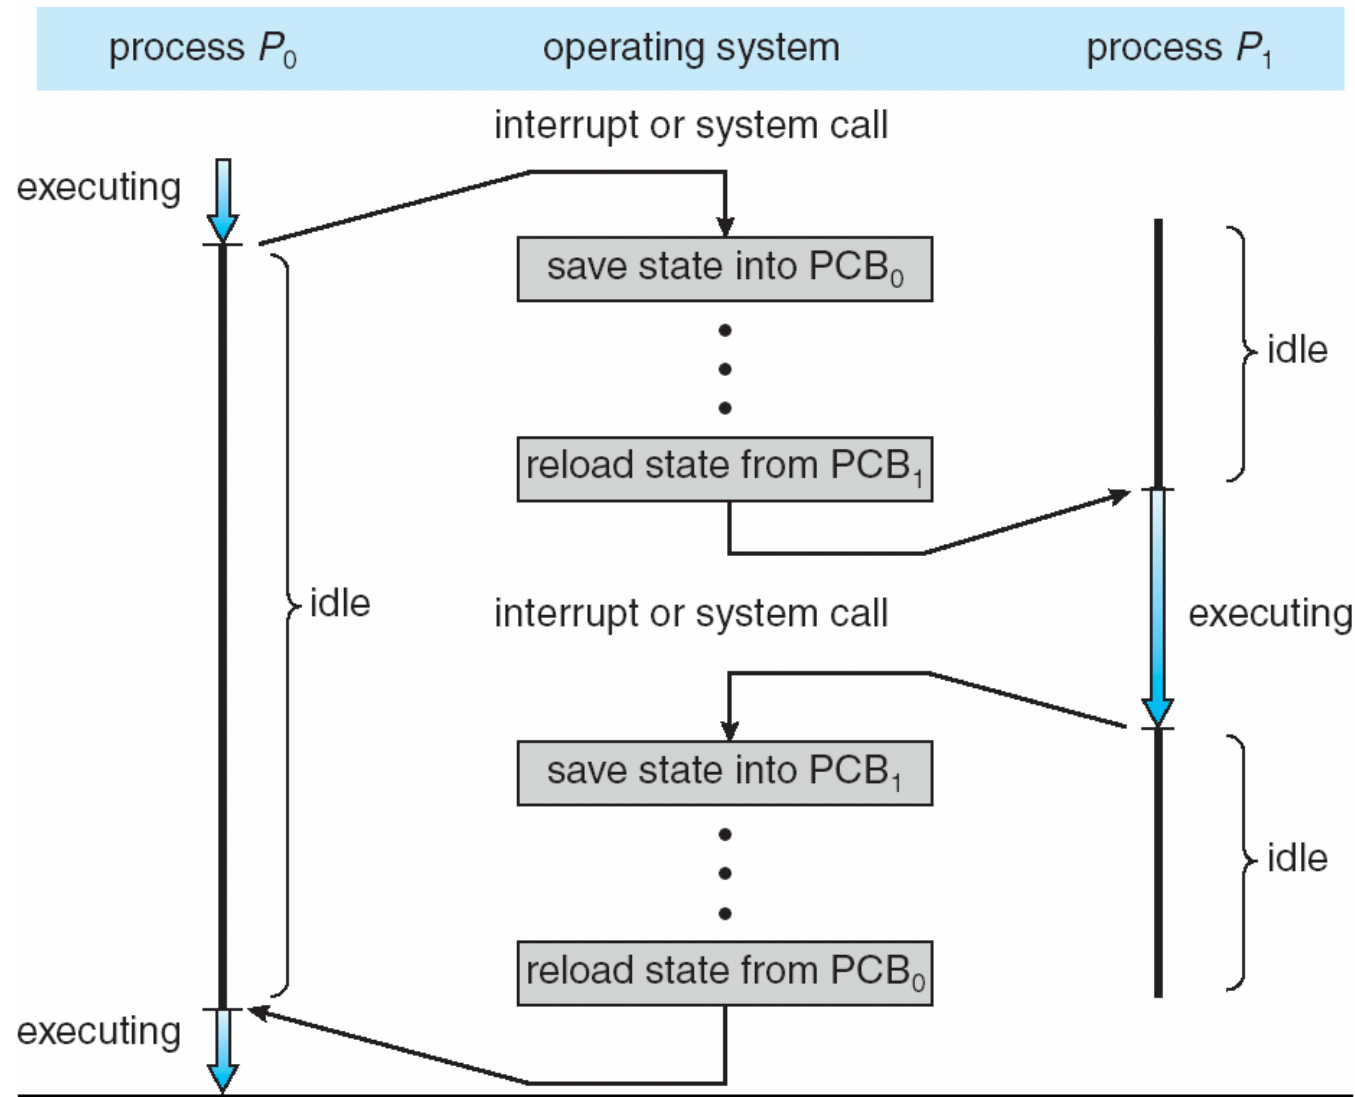 process P0 operating system process P1
interrupt or system call
executing
save state into PCB0
idle
reload state from PCB1
idle
interrupt or system call
executing
save state into PCB1
idle
reload state from PCB0
executing